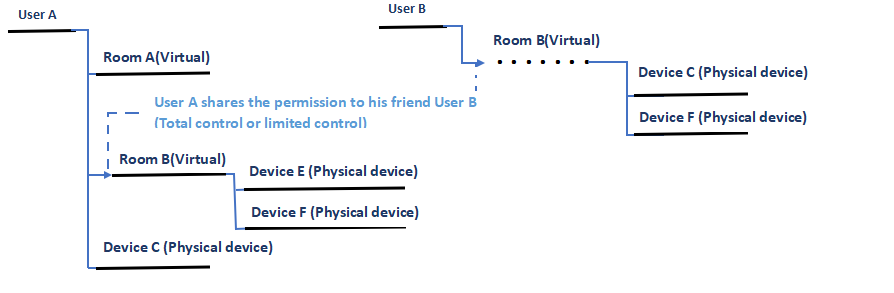 User A
User B
Room B(Virtual)
Room A(Virtual)
Device C (Physical device)
User A shares the permission to his friend User B
(Total control or limited control)
Device F (Physical device)
Room B(Virtual)
Device E (Physical device)
Device F (Physical device)
Device C (Physical device)